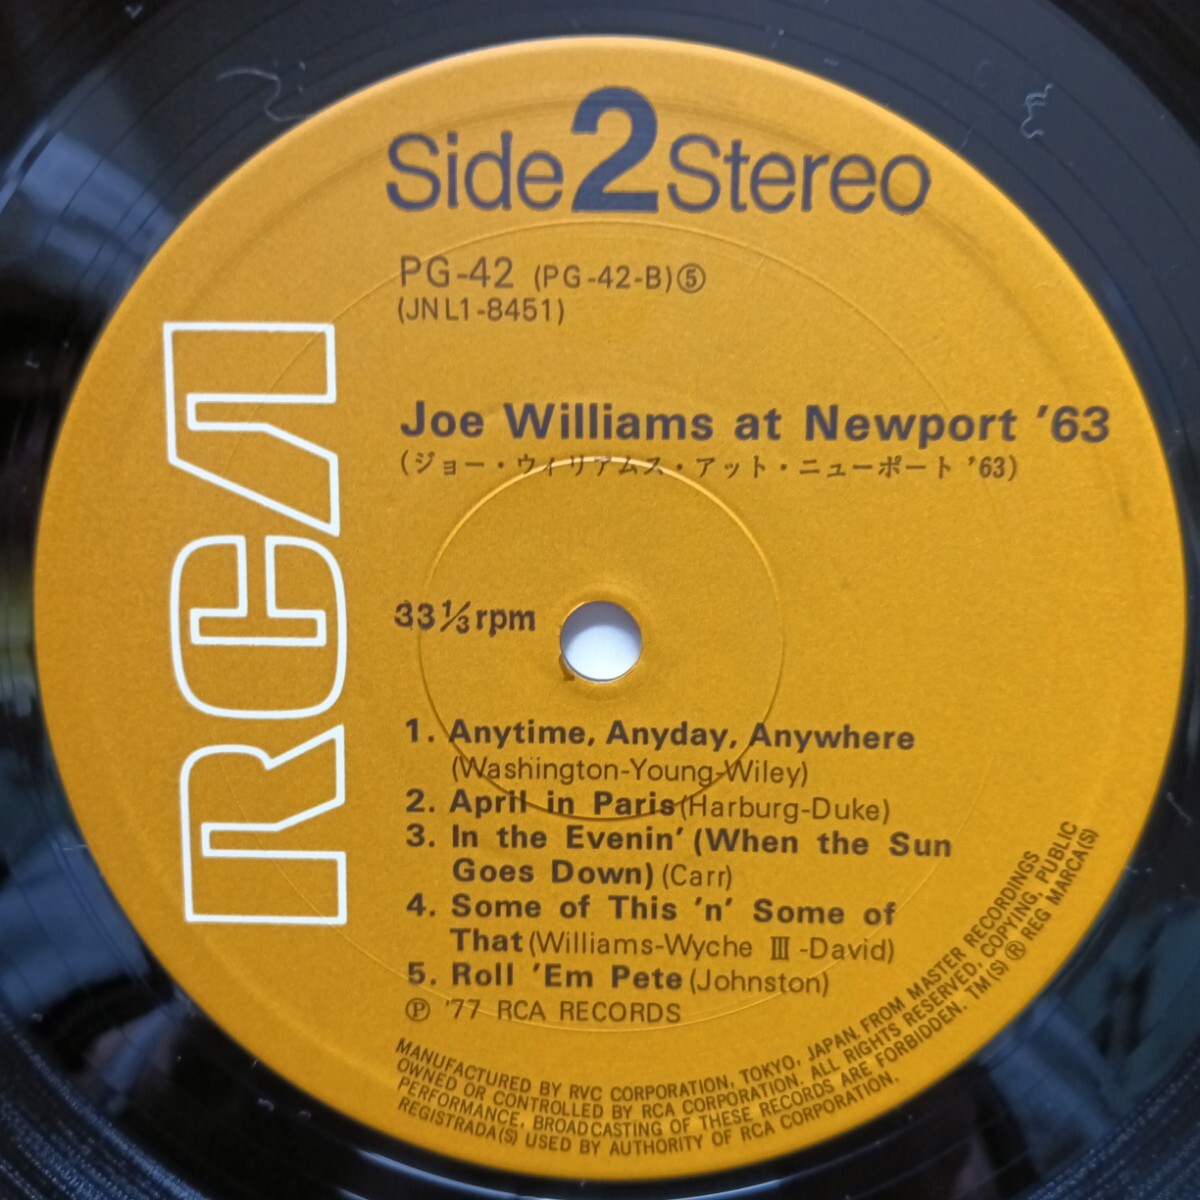 Side 2 Stereo
PG-42 (PG-42-B)⑤
(JNL1-8451)
RCA
Joe Williams at Newport '63
(ジョー・ウィリアムス・アット・ニューポート '63)
33 1/3 rpm
1. Anytime, Anyday, Anywhere
(Washington-Young-Wiley)
2. April in Paris (Harburg-Duke)
3. In the Evenin' (When the Sun
Goes Down) (Carr)
4. Some of This 'n' Some of
That (Williams-Wyche Ⅲ-David)
5. Roll 'Em Pete (Johnston)
Ⓟ '77 RCA RECORDS
MANUFACTURED BY RVC CORPORATION, TOKYO, JAPAN, FROM MASTER RECORDINGS
OWNED OR CONTROLLED BY RCA CORPORATION. ALL RIGHTS RESERVED, COPYING, PUBLIC
PERFORMANCE, BROADCASTING OF THESE RECORDS ARE FORBIDDEN. TM(S) ® REG MARCA(S)
REGISTRADA(S) USED BY AUTHORITY OF RCA CORPORATION.